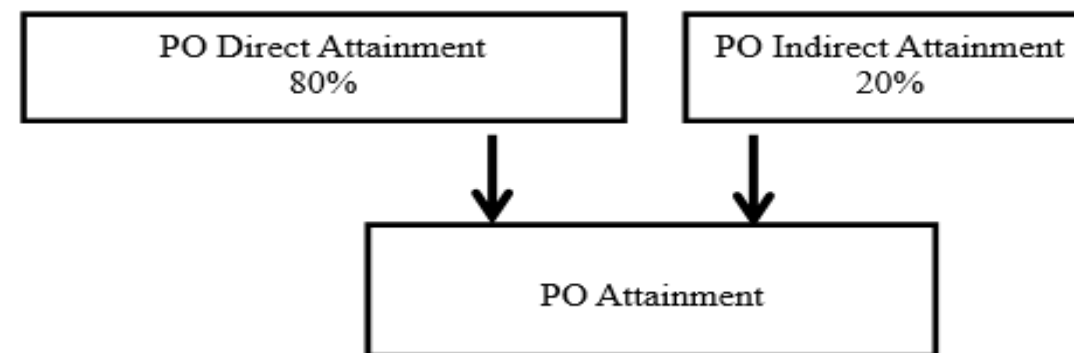 PO Direct Attainment
80%
PO Indirect Attainment
20%
PO Attainment